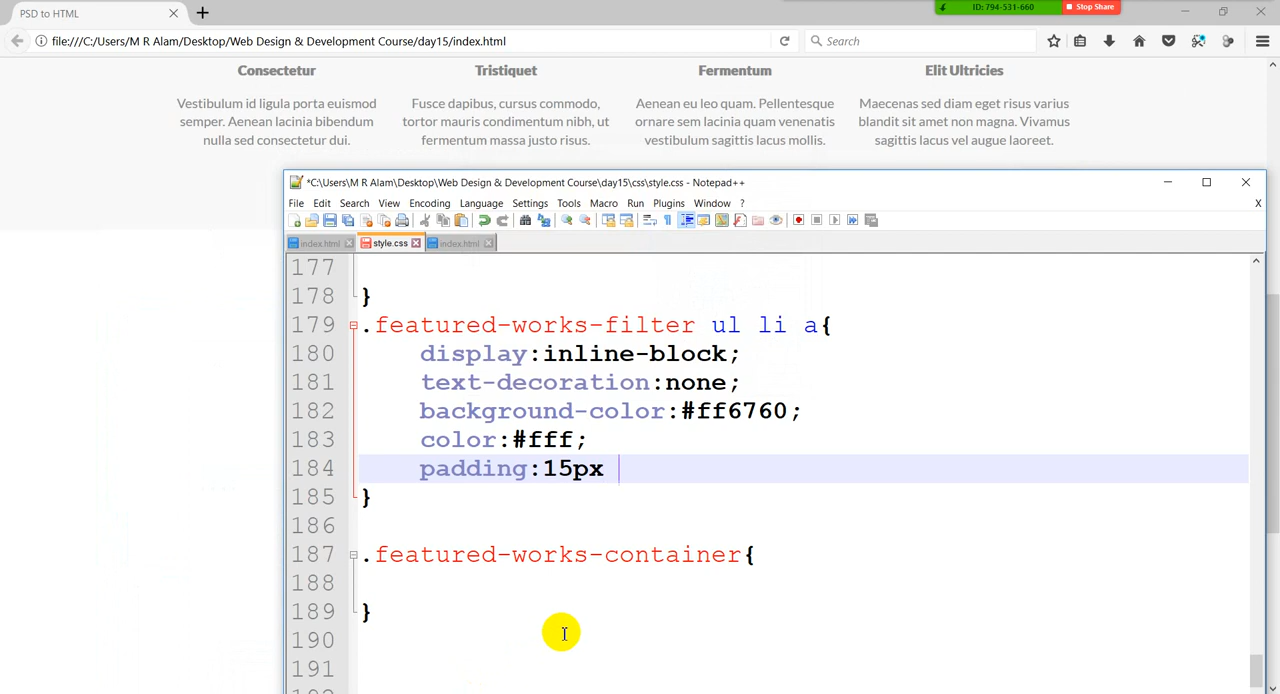 PSD to HTML
ID: 794-531-660
Stop Share
file:///C:/Users/M R Alam/Desktop/Web Design & Development Course/day15/index.html
Search
Consectetur
Tristiquet
Fermentum
Elit Ultricies
Vestibulum id ligula porta euismod
semper. Aenean lacinia bibendum
nulla sed consectetur dui.
Fusce dapibus, cursus commodo,
tortor mauris condimentum nibh, ut
fermentum massa justo risus.
Aenean eu leo quam. Pellentesque
ornare sem lacinia quam venenatis
vestibulum sagittis lacus mollis.
Maecenas sed diam eget risus varius
blandit sit amet non magna. Vivamus
sagittis lacus vel augue laoreet.
*C:\Users\M R Alam\Desktop\Web Design & Development Course\day15\css\style.css - Notepad++
File Edit Search View Encoding Language Settings Tools Macro Run Plugins Window ? X
index.html style.css index.html
177
178 }
179 .featured-works-filter ul li a{
180 display:inline-block;
181 text-decoration:none;
182 background-color:#ff6760;
183 color:#fff;
184 padding:15px
185 }
186
187 .featured-works-container{
188
189 }
190
191